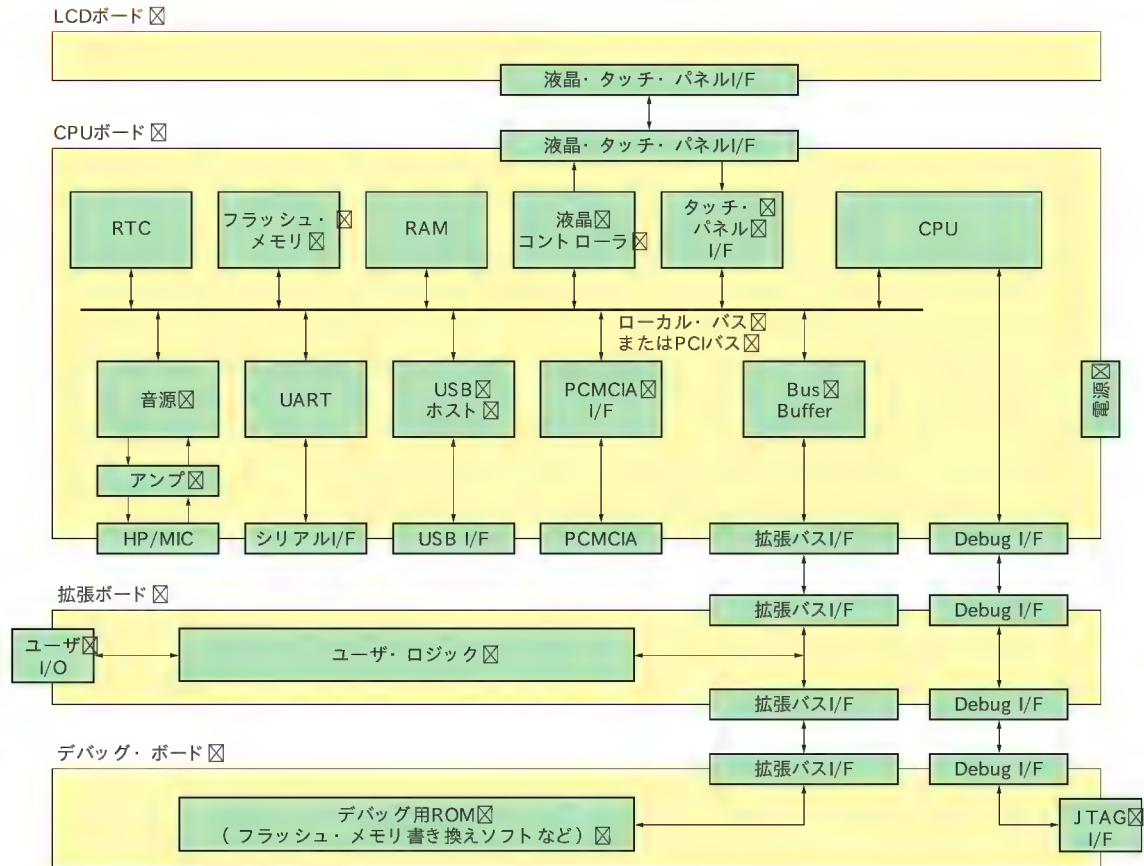 LCDボード
液晶・タッチ・パネルI/F
CPUボード
液晶・タッチ・パネルI/F
RTC
フラッシュ・
メモリ
RAM
液晶
コントローラ
タッチ・
パネル
I/F
CPU
ローカル・バス
またはPCIバス
音源
UART
USB
ホスト
PCMCIA
I/F
Bus
Buffer
電源
アンプ
HP/MIC
シリアルI/F
USB I/F
PCMCIA
拡張バスI/F
Debug I/F
拡張ボード
拡張バスI/F
Debug I/F
ユーザ
I/O
ユーザ・ロジック
拡張バスI/F
Debug I/F
デバッグ・ボード
拡張バスI/F
Debug I/F
デバッグ用ROM
(フラッシュ・メモリ書き換えソフトなど)
JTAG
I/F